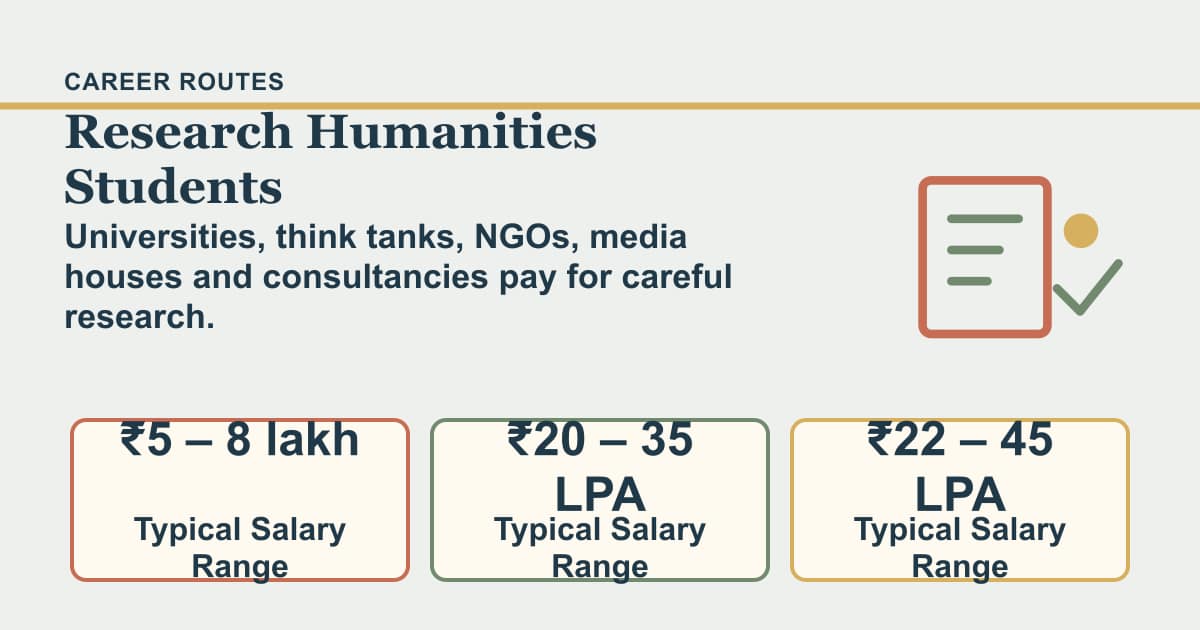 CAREER ROUTES
Research Humanities
Students
Universities, think tanks, NGOs, media
houses and consultancies pay for careful
research.
₹5 – 8 lakh
Typical Salary
Range
₹20 – 35
LPA
Typical Salary
Range
₹22 – 45
LPA
Typical Salary
Range